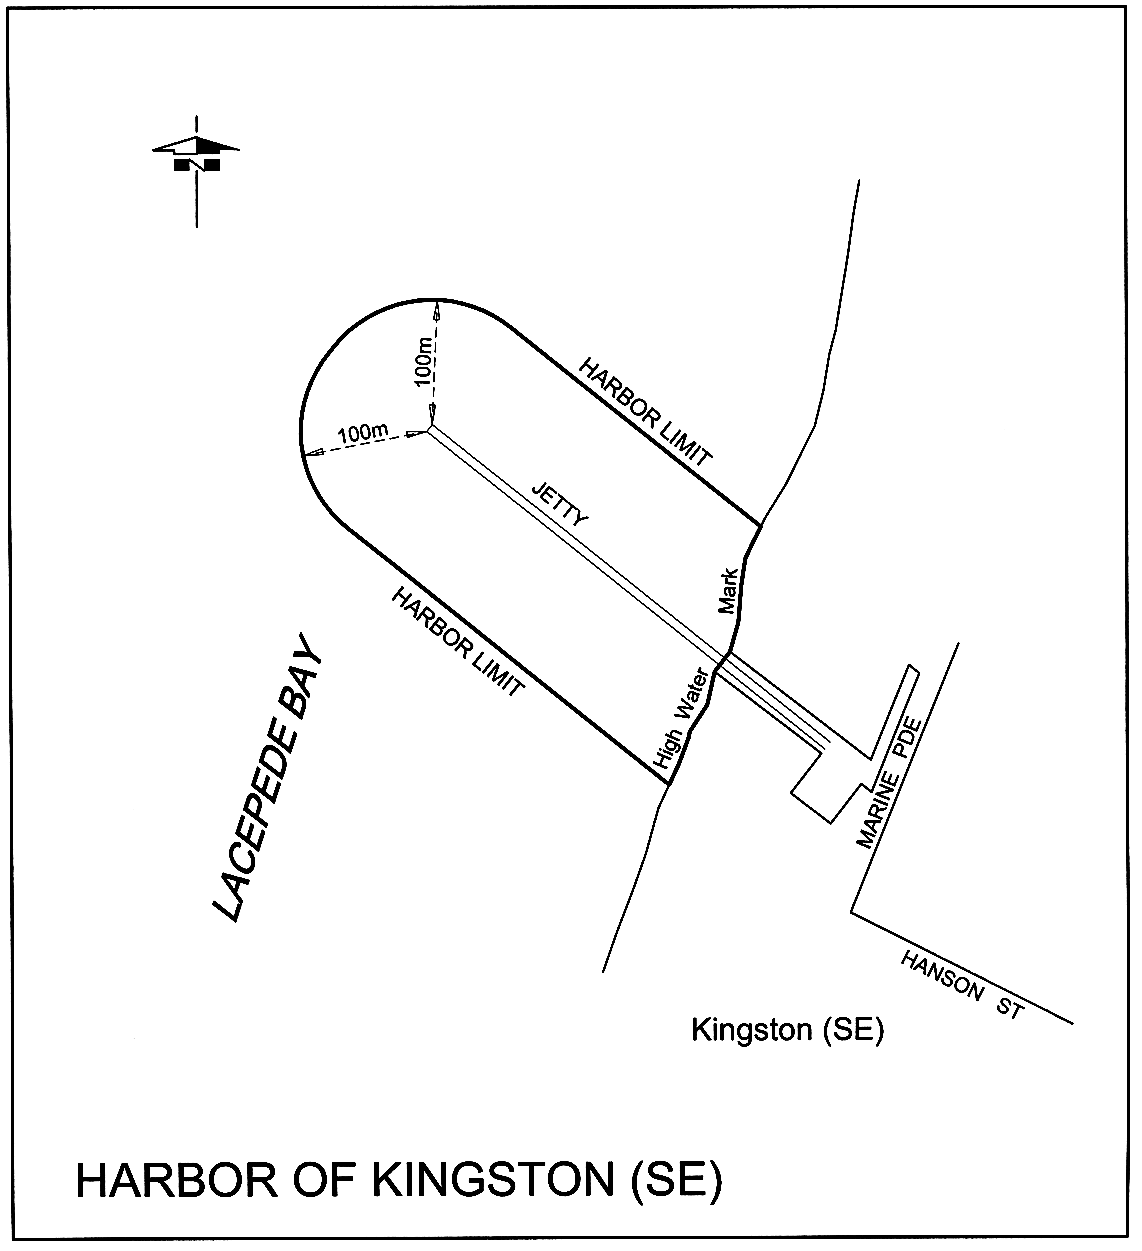 N
100m
100m
HARBOR LIMIT
JETTY
Mark
High Water
HARBOR LIMIT
LACEPEDE BAY
MARINE PDE
HANSON ST
Kingston (SE)
HARBOR OF KINGSTON (SE)